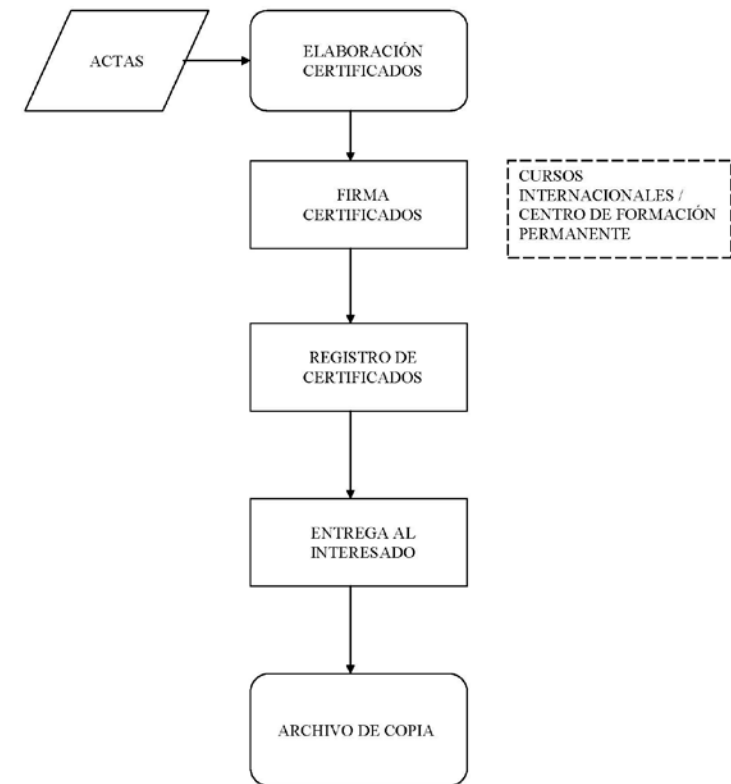 ACTAS
ELABORACIÓN
CERTIFICADOS
FIRMA
CERTIFICADOS
CURSOS
INTERNACIONALES /
CENTRO DE FORMACIÓN
PERMANENTE
REGISTRO DE
CERTIFICADOS
ENTREGA AL
INTERESADO
ARCHIVO DE COPIA